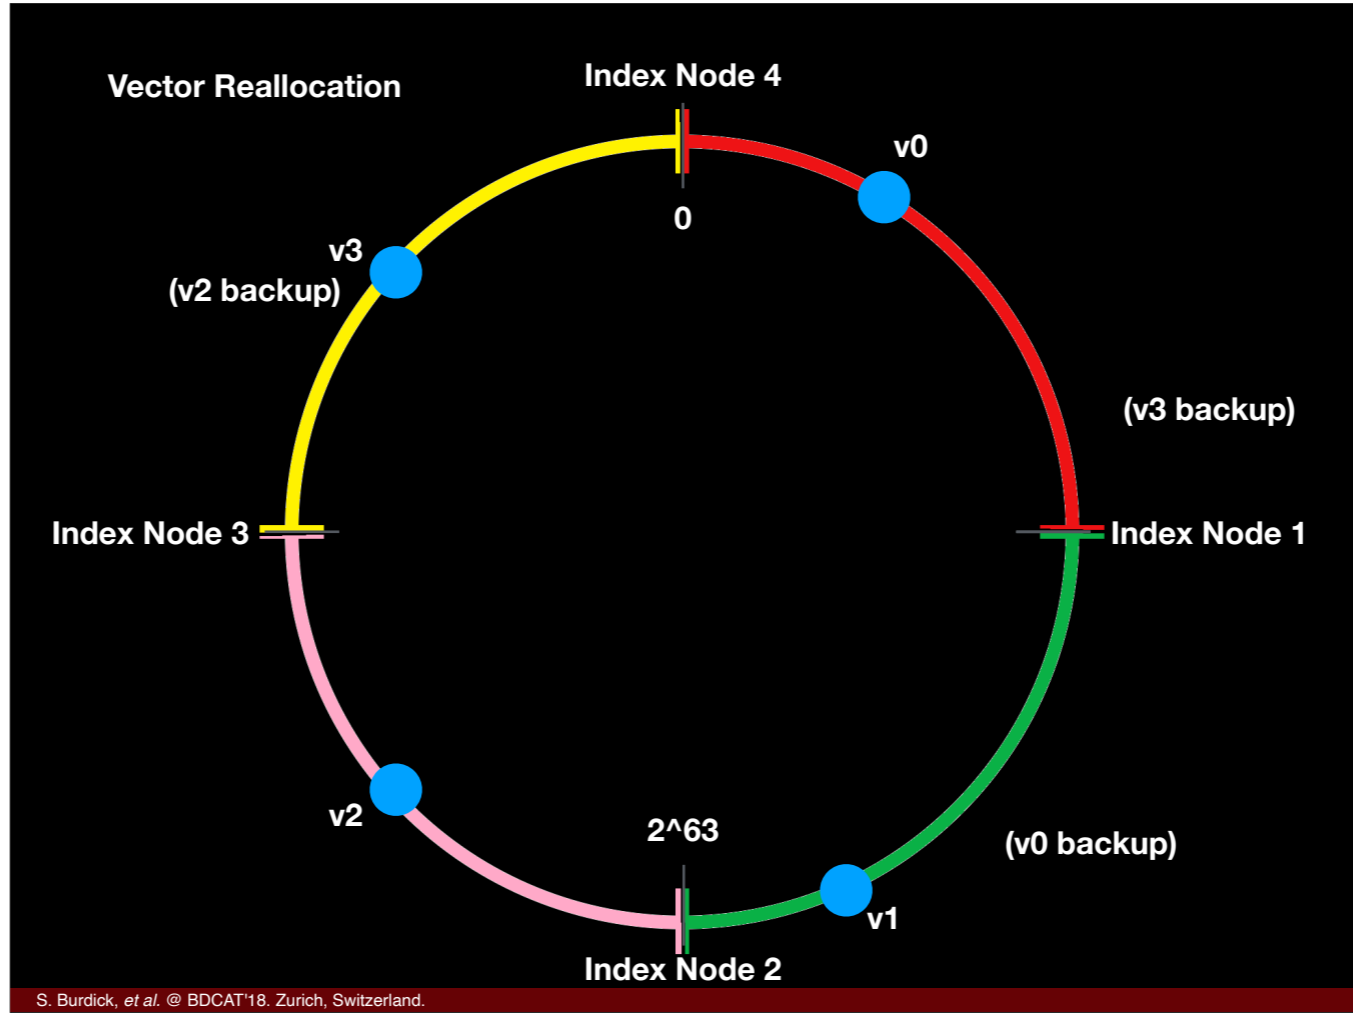 Vector Reallocation
Index Node 4
v0
0
v3
(v2 backup)
(v3 backup)
Index Node 3
Index Node 1
v2
2^63
(v0 backup)
v1
Index Node 2
S. Burdick, et al. @ BDCAT'18. Zurich, Switzerland.